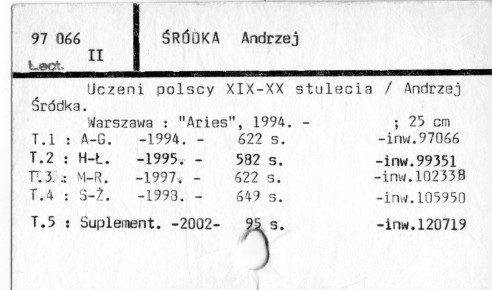 97 066 ŚRÓDKA Andrzej
II
Lect.
Uczeni polscy XIX-XX stulecia / Andrzej
Śródka.
Warszawa : "Aries", 1994. - ; 25 cm
T.1 : A-G. -1994. - 622 s. -inw.97066
T.2 : H-Ł. -1995. - 582 s. -inw.99351
T.3. : M-R. -1997. - 622 s. -inw.102338
T.4 : S-Ż. -1998. - 649 s. -inw.105950
T.5 : Suplement. -2002- 95 s. -inw.120719